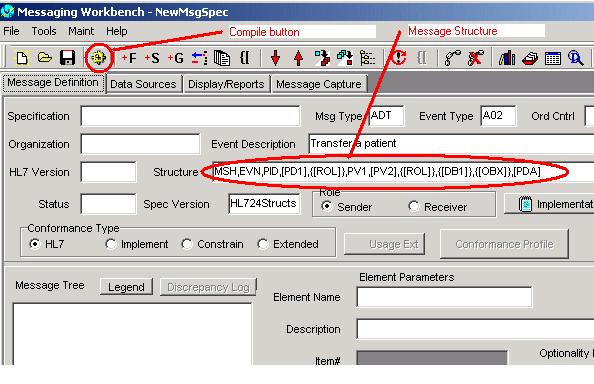 Messaging Workbench - NewMsgSpec
File Tools Maint Help
Compile button
Message Structure
+F +S +G {[ {[
Message Definition Data Sources Display/Reports Message Capture
Specification Msg Type ADT Event Type A02 Ord Cntrl
Organization Event Description Transfer a patient
HL7 Version Structure MSH,EVN,PID,[PD1],{[ROL]},PV1,[PV2],{[ROL]},{[DB1]},{[OBX]},[PDA]
Status Spec Version HL724Structs Role Sender Receiver Implementat
Conformance Type
HL7 Implement Constrain Extended Usage Ext Conformance Profile
Message Tree Legend Discrepancy Log Element Parameters
Element Name
Description
Item# Optionality